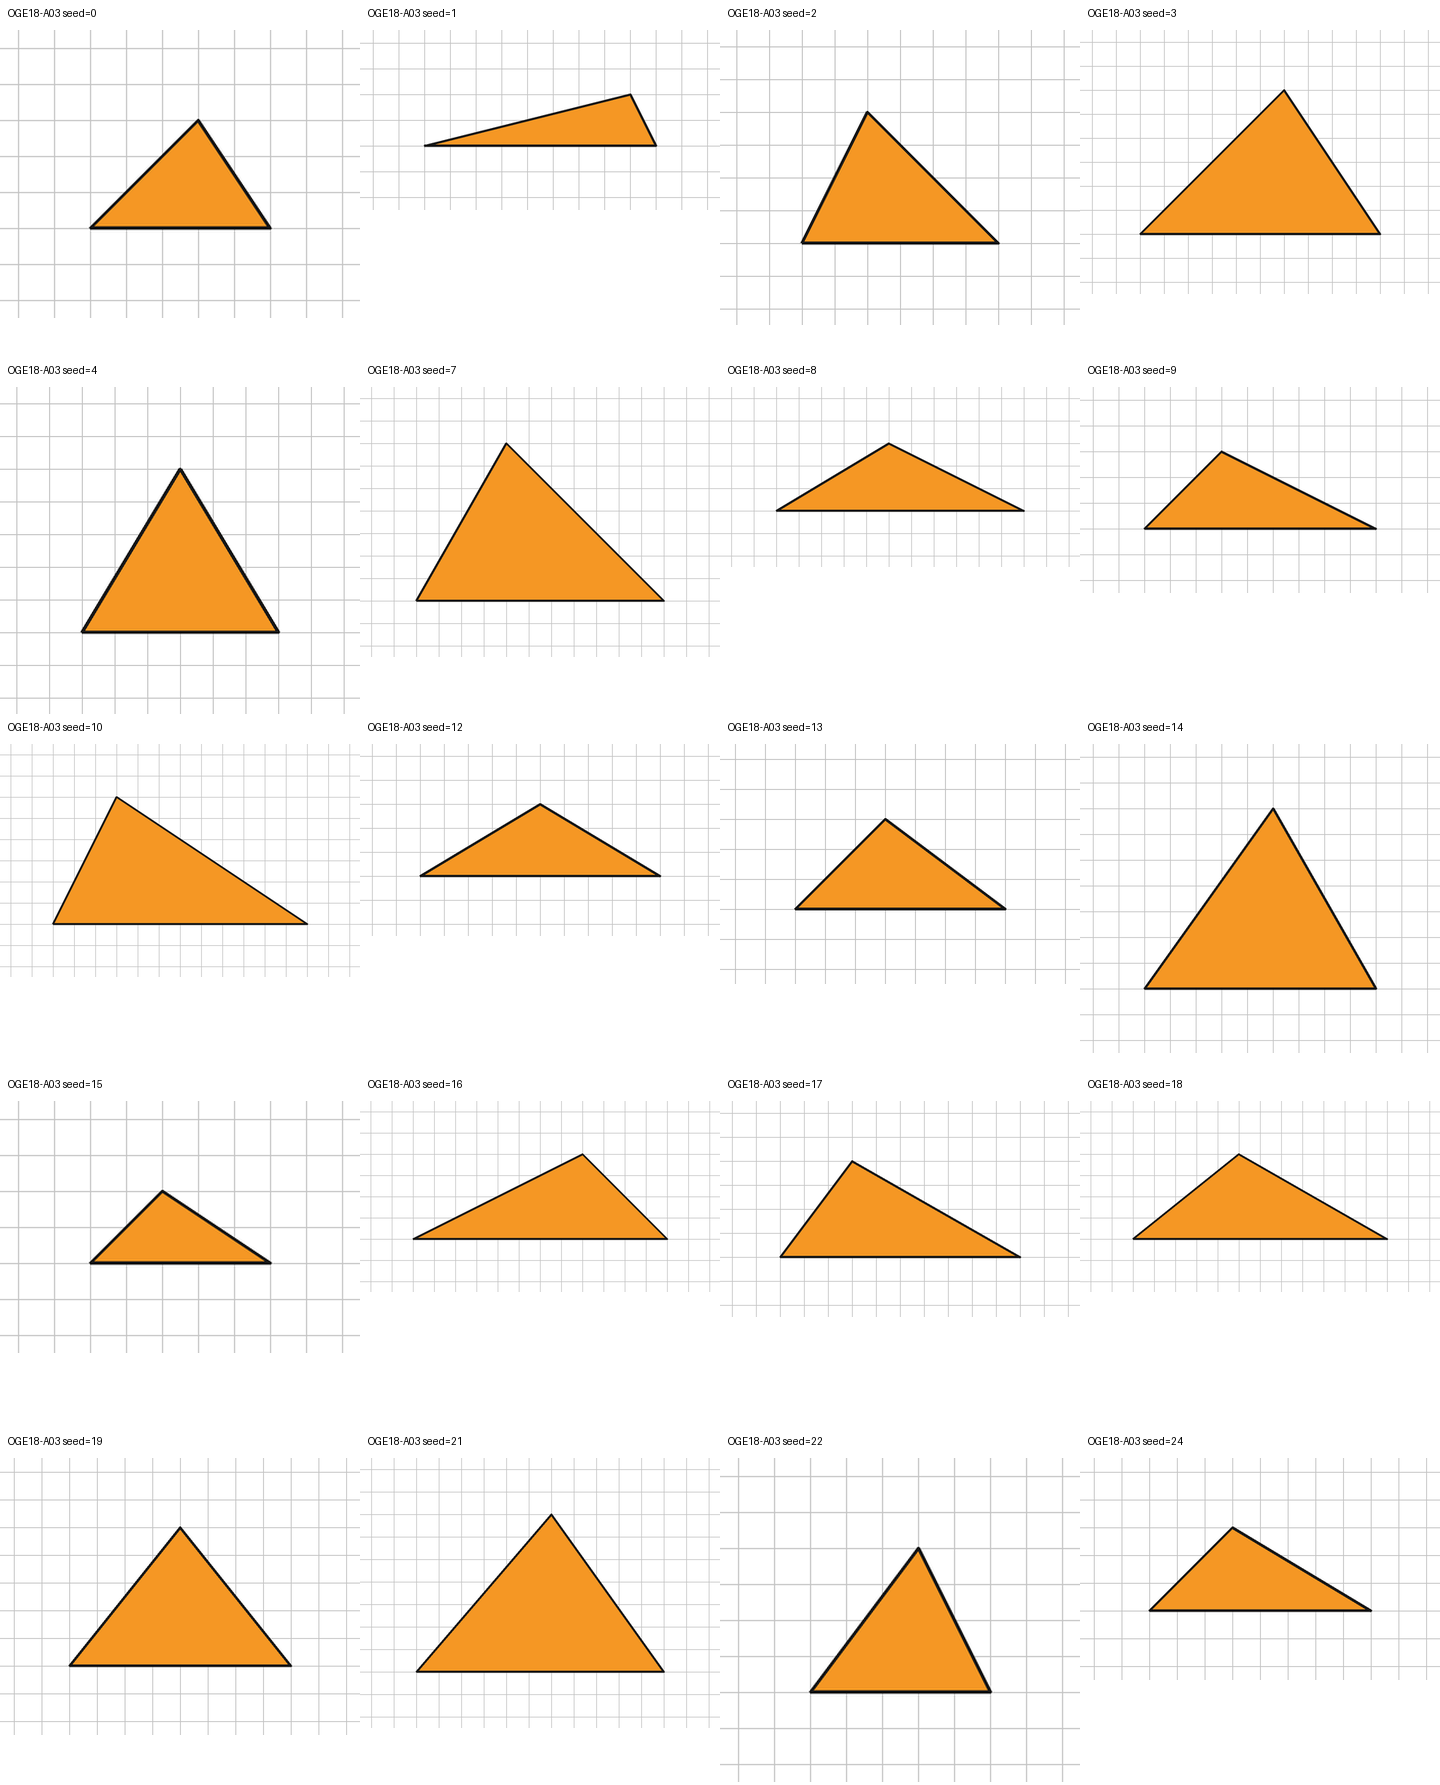 OGE18-A03 seed=0
OGE18-A03 seed=1
OGE18-A03 seed=2
OGE18-A03 seed=3
OGE18-A03 seed=4
OGE18-A03 seed=7
OGE18-A03 seed=8
OGE18-A03 seed=9
OGE18-A03 seed=10
OGE18-A03 seed=12
OGE18-A03 seed=13
OGE18-A03 seed=14
OGE18-A03 seed=15
OGE18-A03 seed=16
OGE18-A03 seed=17
OGE18-A03 seed=18
OGE18-A03 seed=19
OGE18-A03 seed=21
OGE18-A03 seed=22
OGE18-A03 seed=24